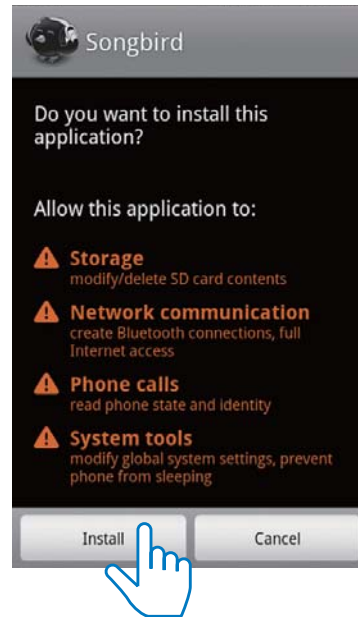 Songbird
Do you want to install this
application?
Allow this application to:
Storage
modify/delete SD card contents
Network communication
create Bluetooth connections, full
Internet access
Phone calls
read phone state and identity
System tools
modify global system settings, prevent
phone from sleeping
Install
Cancel